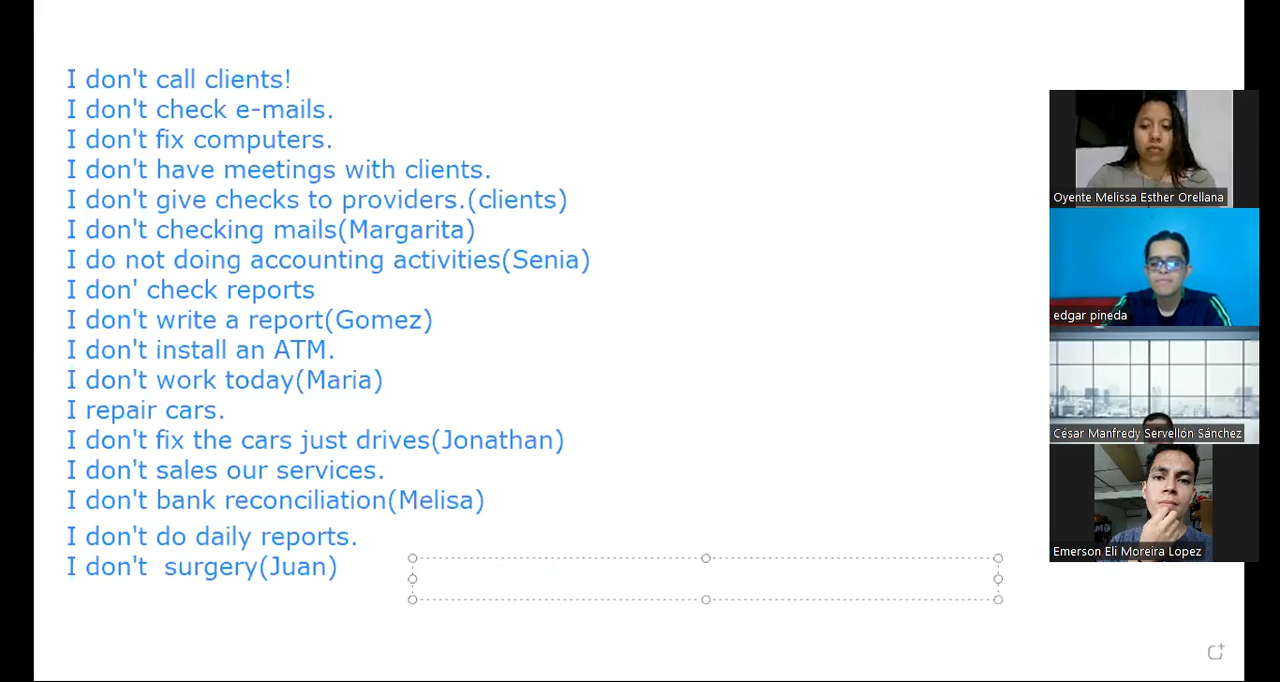 I don't call clients!
I don't check e-mails.
I don't fix computers.
I don't have meetings with clients.
I don't give checks to providers.(clients)
I don't checking mails(Margarita)
I do not doing accounting activities(Senia)
I don' check reports
I don't write a report(Gomez)
I don't install an ATM.
I don't work today(Maria)
I repair cars.
I don't fix the cars just drives(Jonathan)
I don't sales our services.
I don't bank reconciliation(Melisa)
I don't do daily reports.
I don't  surgery(Juan)
Oyente Melissa Esther Orellana
edgar pineda
César Manfredy Servellón Sánchez
Emerson Eli Moreira Lopez